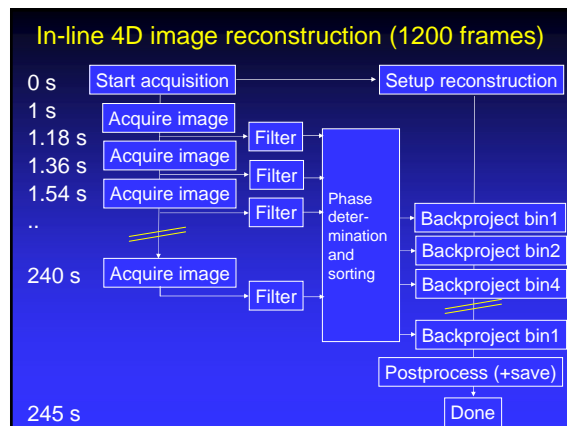 In-line 4D image reconstruction (1200 frames)
0 s
Start acquisition
Setup reconstruction
1 s
Acquire image
1.18 s
Filter
Acquire image
1.36 s
Filter
Acquire image
1.54 s
Filter
..
Phase
deter-
mination
and
sorting
Backproject bin1
Backproject bin2
240 s
Acquire image
Backproject bin4
Filter
Backproject bin1
Postprocess (+save)
245 s
Done